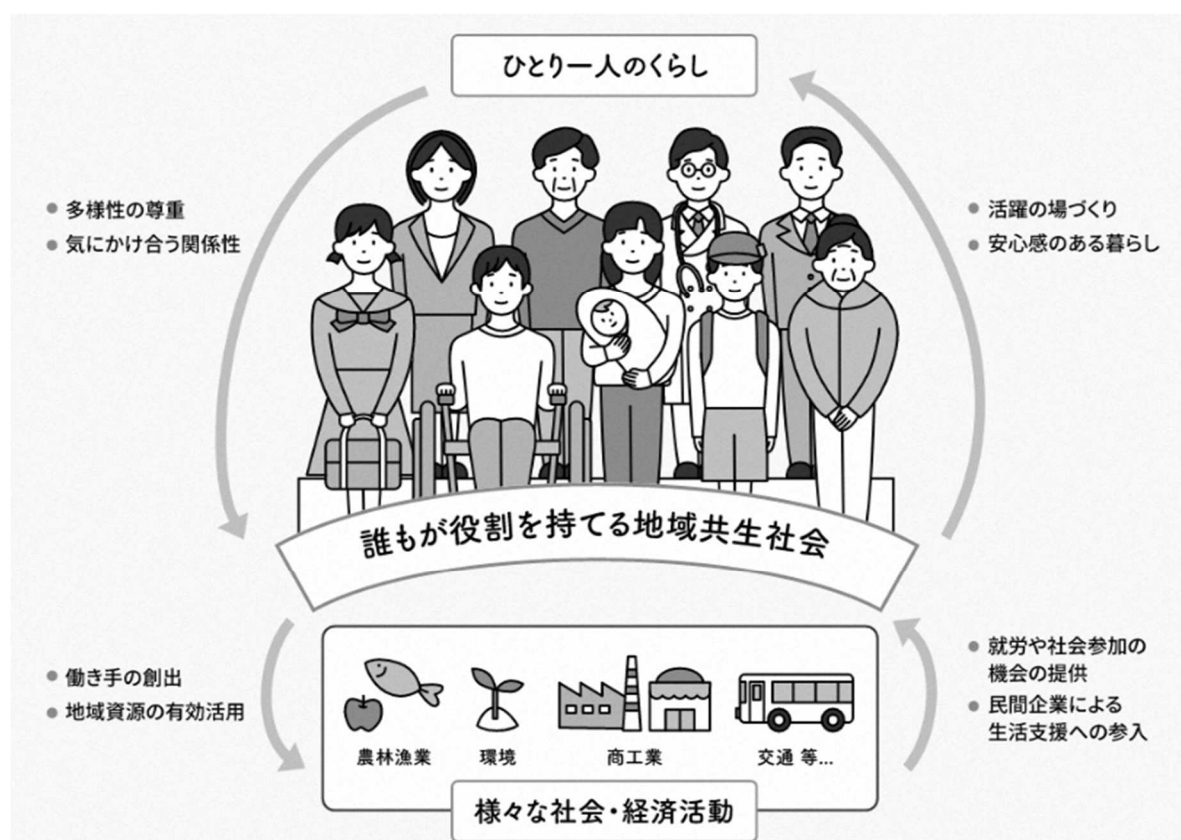 ひとり一人のくらし
● 多様性の尊重
● 気にかけ合う関係性
● 活躍の場づくり
● 安心感のある暮らし
誰もが役割を持てる地域共生社会
● 働き手の創出
● 地域資源の有効活用
● 就労や社会参加の
機会の提供
● 民間企業による
生活支援への参入
農林漁業
環境
商工業
交通 等…
様々な社会・経済活動